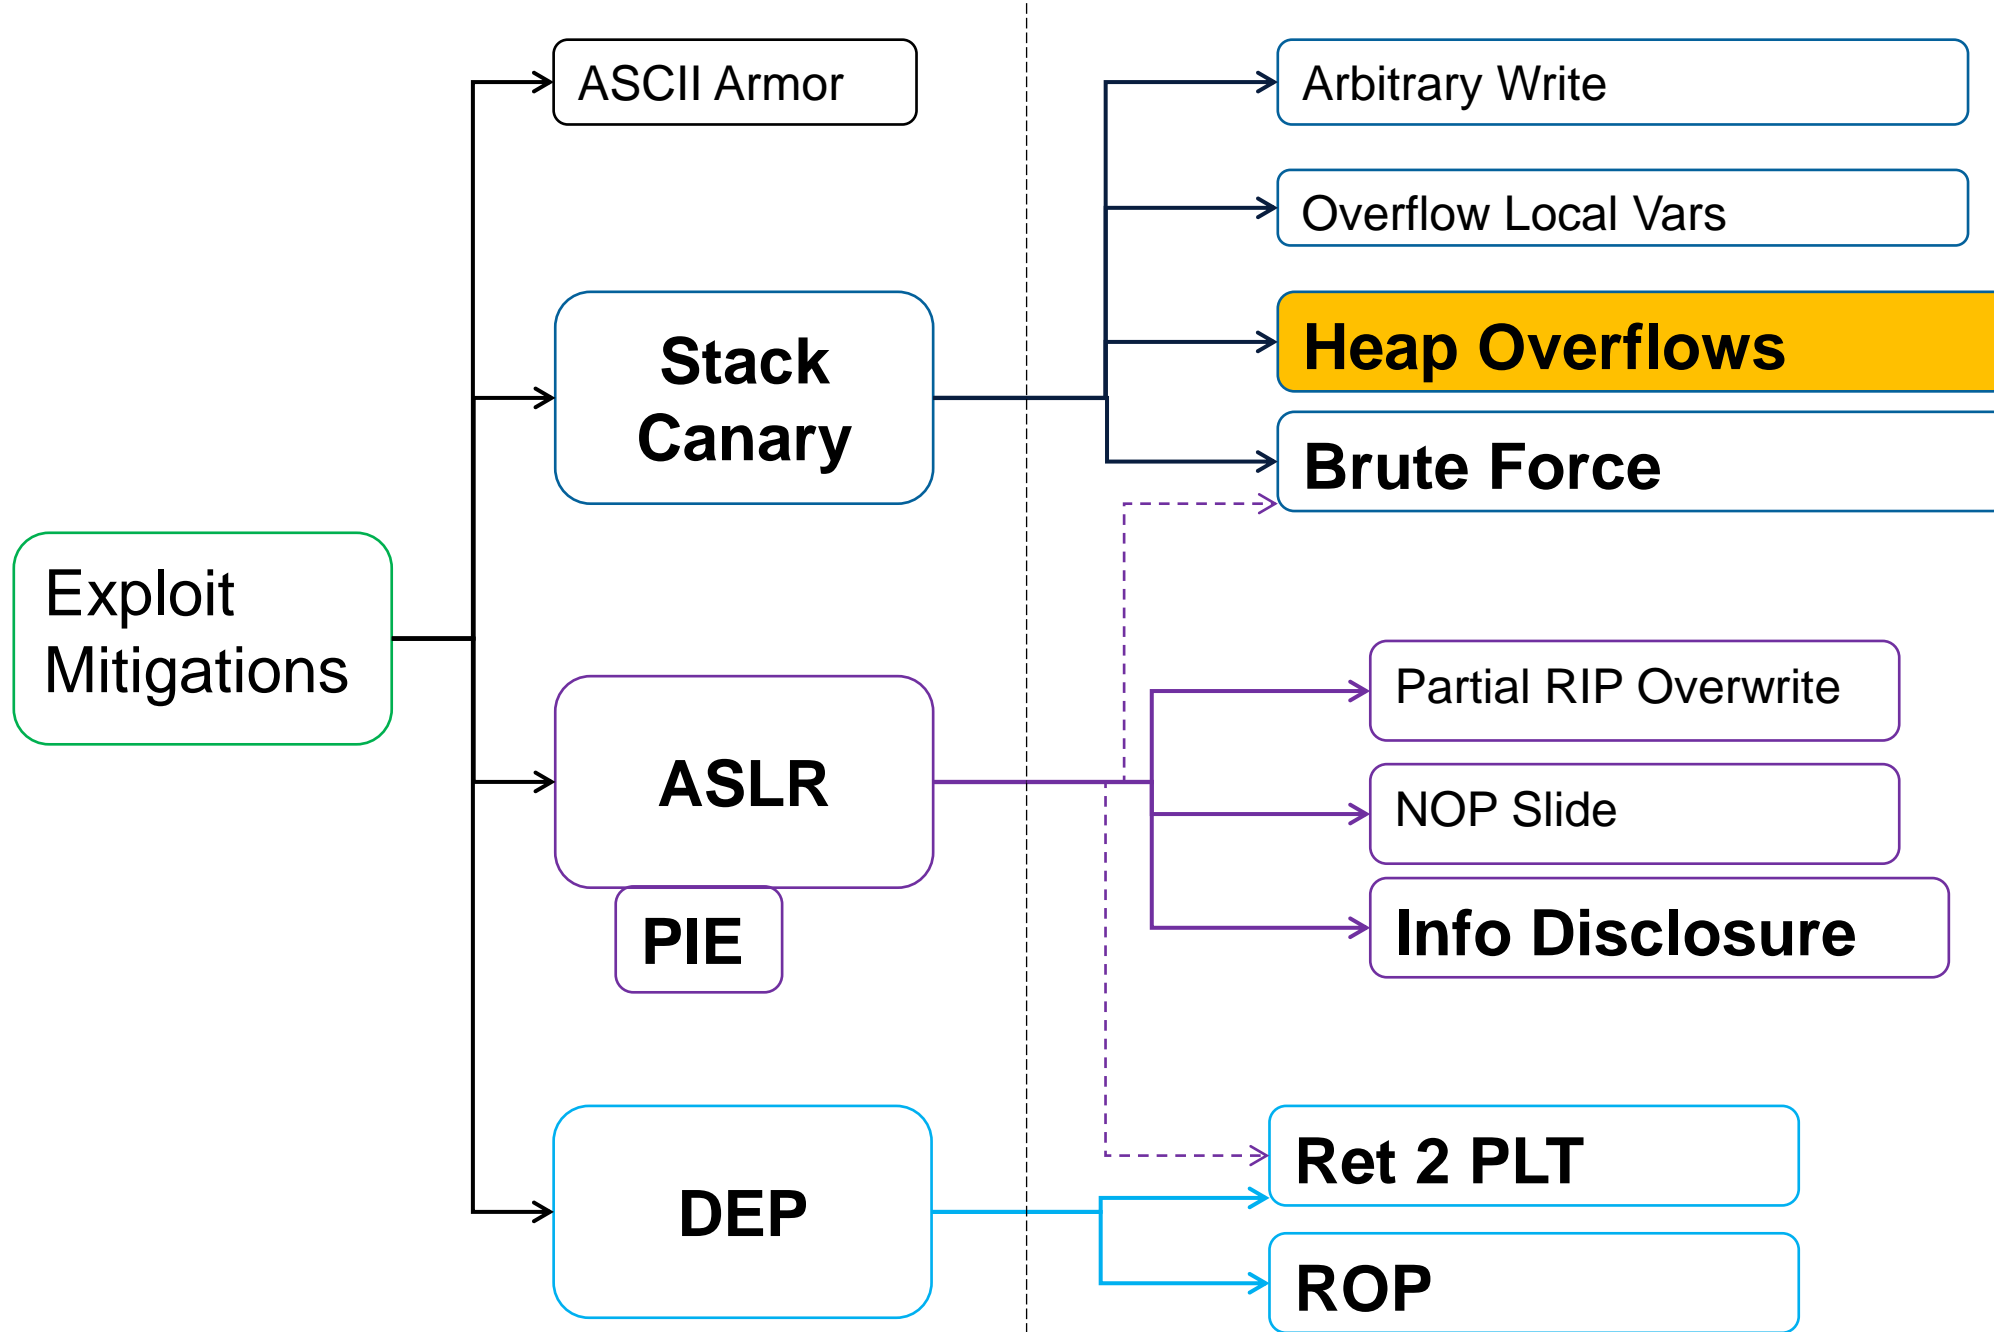 ASCII Armor
Arbitrary Write
Overflow Local Vars
Stack
Canary
Heap Overflows
Brute Force
Exploit
Mitigations
Partial RIP Overwrite
ASLR
NOP Slide
PIE
Info Disclosure
DEP
Ret 2 PLT
ROP